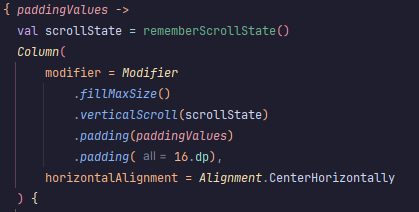 { paddingValues ->
val scrollState = rememberScrollState()
Column(
modifier = Modifier
.fillMaxSize()
.verticalScroll(scrollState)
.padding(paddingValues)
.padding( all = 16.dp),
horizontalAlignment = Alignment.CenterHorizontally
) {